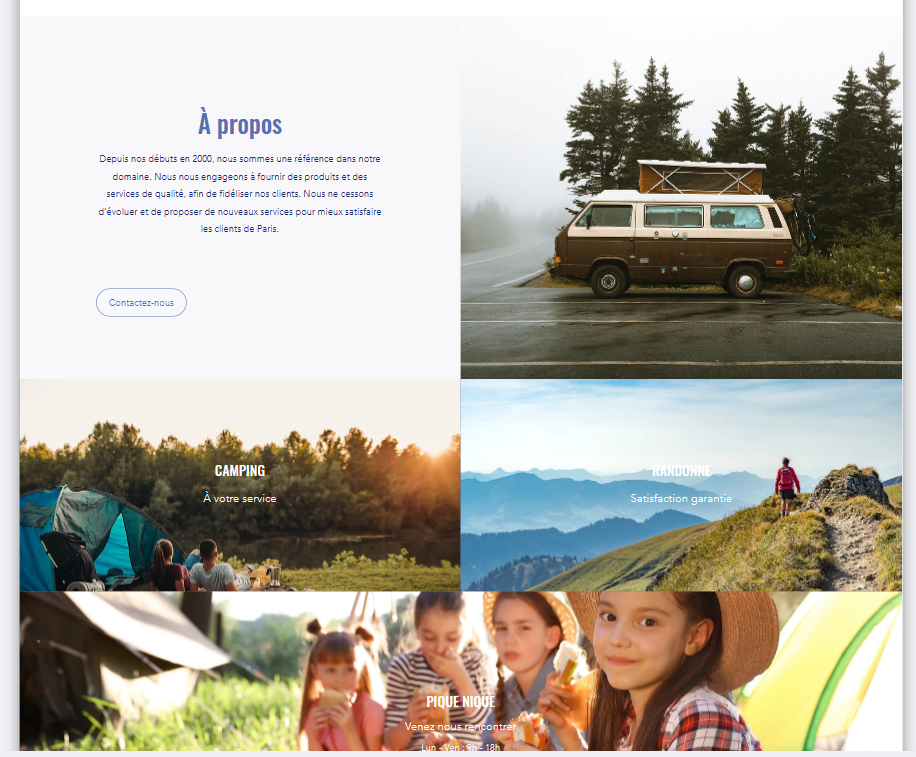 À propos
Depuis nos débuts en 2000, nous sommes une référence dans notre
domaine. Nous nous engageons à fournir des produits et des
services de qualité, afin de fidéliser nos clients. Nous ne cessons
d'évoluer et de proposer de nouveaux services pour mieux satisfaire
les clients de Paris.
Contactez-nous
CAMPING
À votre service
RANDONNE
Satisfaction garantie
PIQUE NIQUE
Venez nous rencontrer
Lun - Ven : 9h - 18h